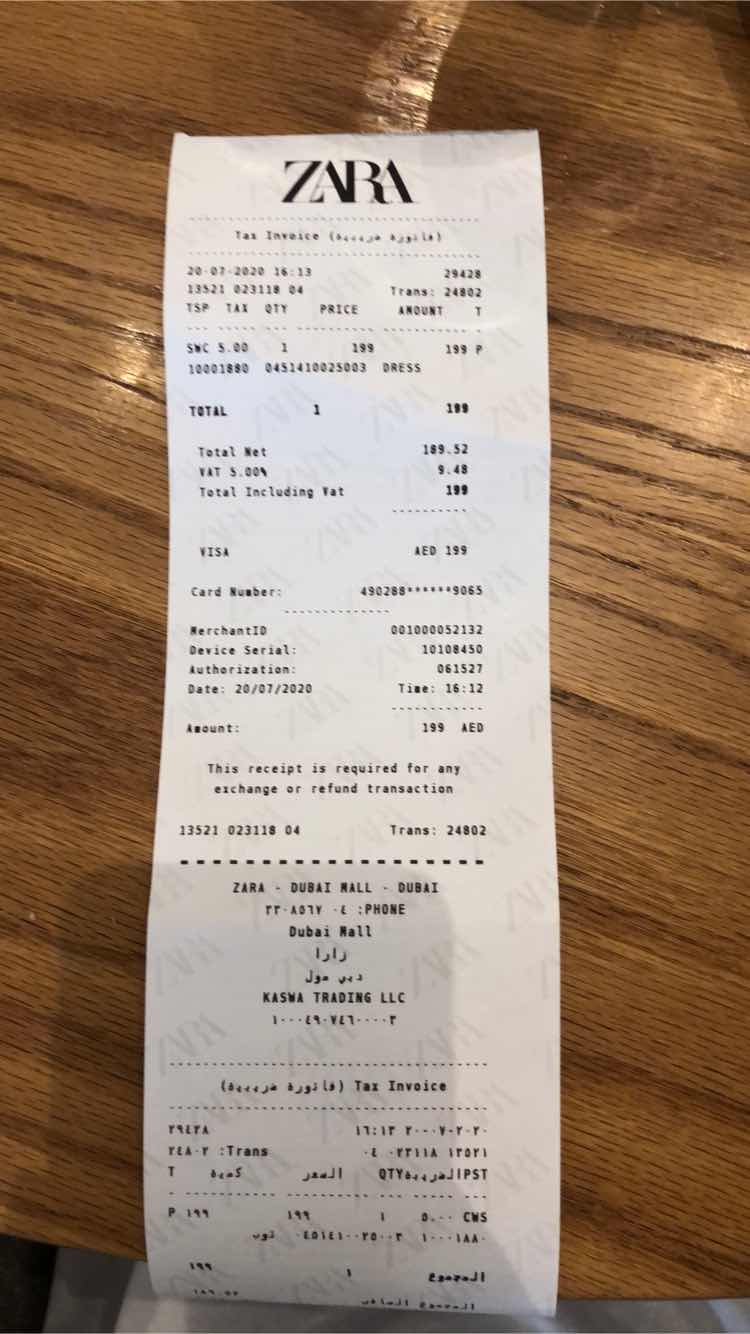 ZARA
Tax Invoice (فاتورة ضريبية)
20-07-2020 16:13 29428
13521 023118 04 Trans: 24802
TSP TAX QTY PRICE AMOUNT T
SWC 5.00 1 199 199 P
10001880 0451410025003 DRESS
TOTAL 1 199
Total Net 189.52
VAT 5.00% 9.48
Total Including Vat 199
VISA AED 199
Card Number: 490288******9065
MerchantID 001000052132
Device Serial: 10108450
Authorization: 061527
Date: 20/07/2020 Time: 16:12
Amount: 199 AED
This receipt is required for any
exchange or refund transaction
13521 023118 04 Trans: 24802
ZARA - DUBAI MALL - DUBAI
٢٣٠٨٥٦٧ ٠٤ :PHONE
Dubai Mall
زارا
دبي مول
KASWA TRADING LLC
١٠٠٠٤٩٠٧٤٦٠٠٠٠٣
(فاتورة ضريبية) Tax Invoice
٢٩٤٢٨ ١٦:١٣ ٢٠-٠٧-٢٠٢٠
٢٤٨٠٢ :Trans ٠٤ ٠٢٣١١٨ ١٣٥٢١
T كمية السعر QTYالضريبةPST
P ١٩٩ ١٩٩ ١ ٥.٠٠ CWS
ثوب ٠٤٥١٤١٠٠٢٥٠٠٣ ١٠٠٠١٨٨٠
١٩٩ ١ المجموع
١٨٩.٥٢ المجموع الصافي